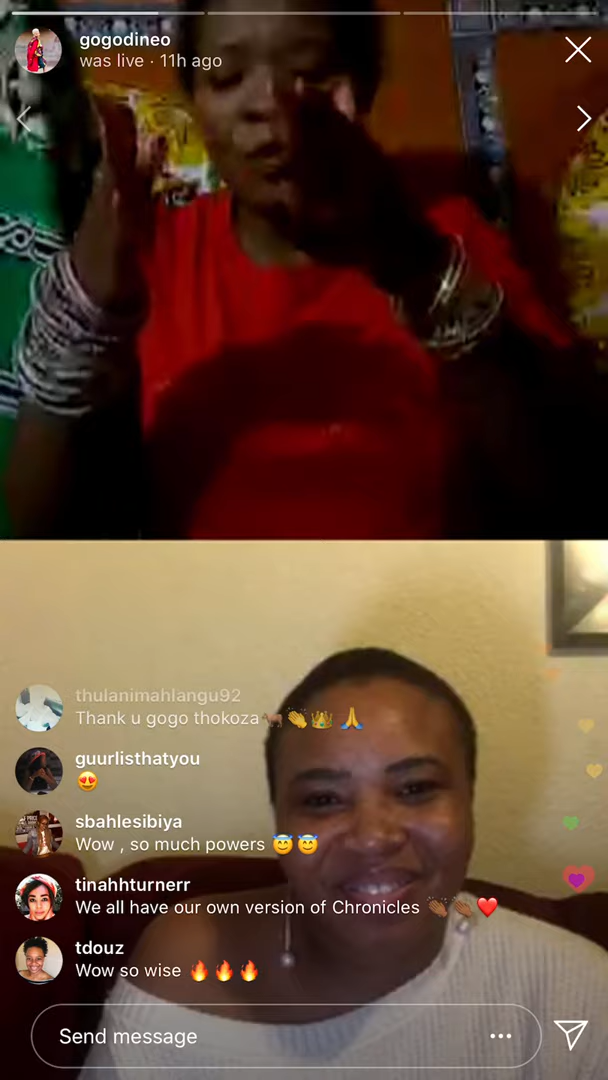 gogodineo
was live · 11h ago
thulanimahlangu92
Thank u gogo thokoza🐂👏👑🙏
guurlisthatyou
😍
sbahlesibiya
Wow , so much powers 😇😇
tinahhturnerr
We all have our own version of Chronicles 👏🏾👏🏾❤️
tdouz
Wow so wise 🔥🔥🔥
Send message